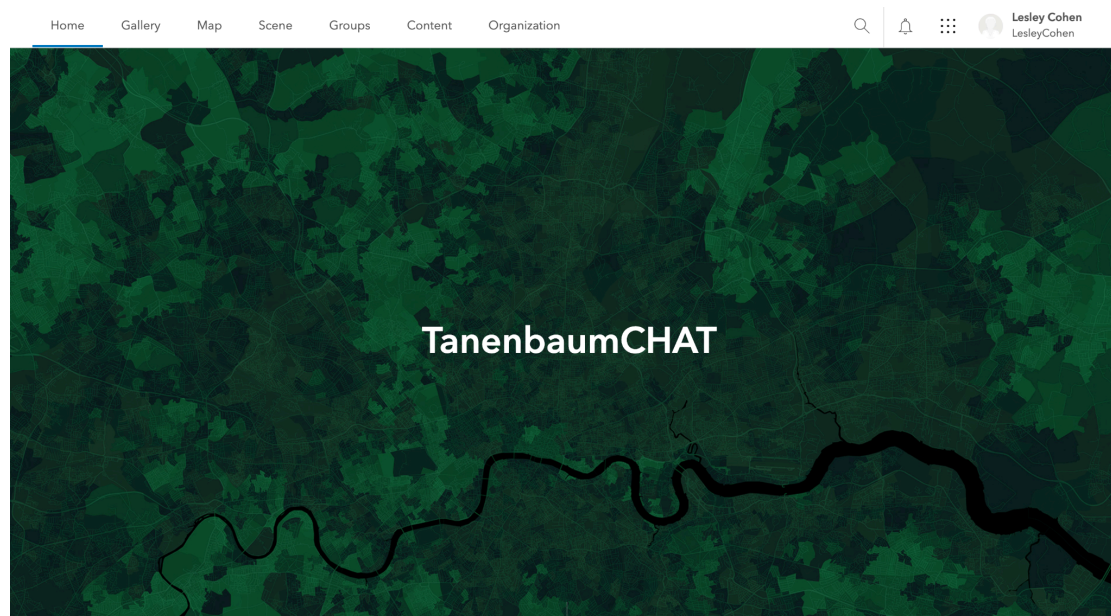 Home Gallery Map Scene Groups Content Organization Lesley Cohen
LesleyCohen
TanenbaumCHAT